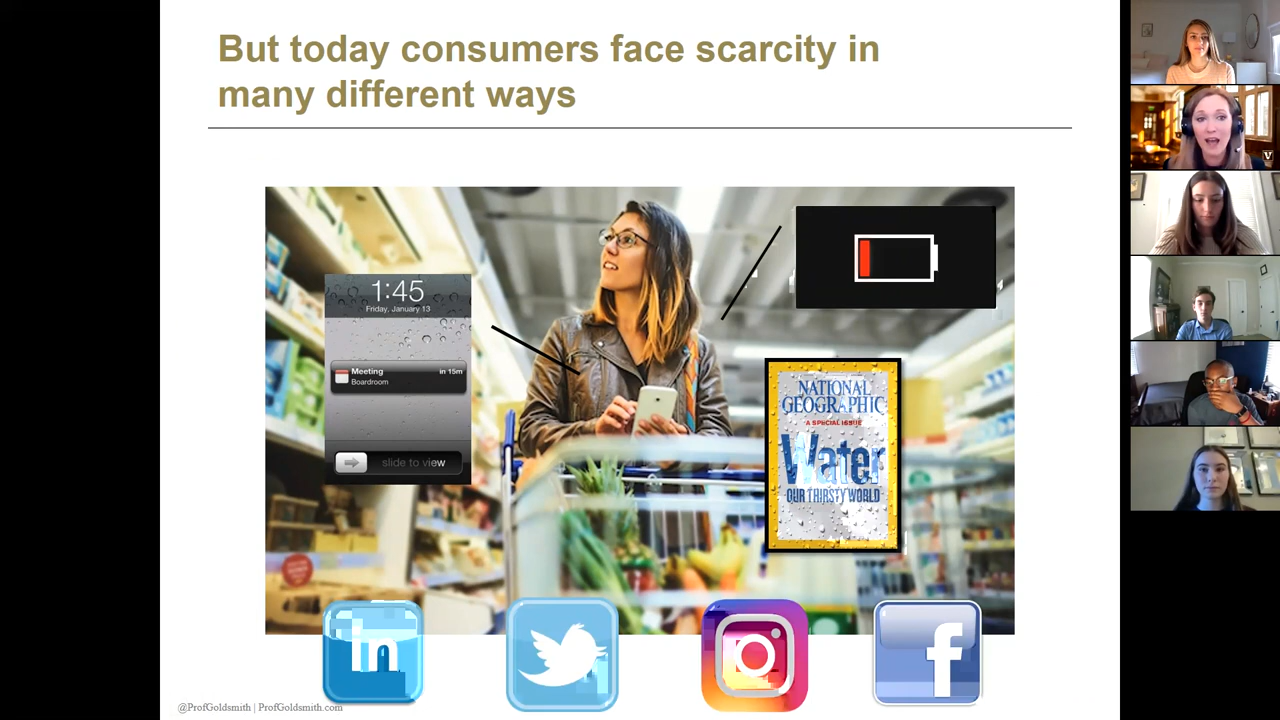 But today consumers face scarcity in
many different ways
1:45
Friday, January 13
Meeting
in 15m
Boardroom
slide to view
NATIONAL
GEOGRAPHIC
A SPECIAL ISSUE
Water
OUR THIRSTY WORLD
in
f
@ProfGoldsmith | ProfGoldsmith.com
V